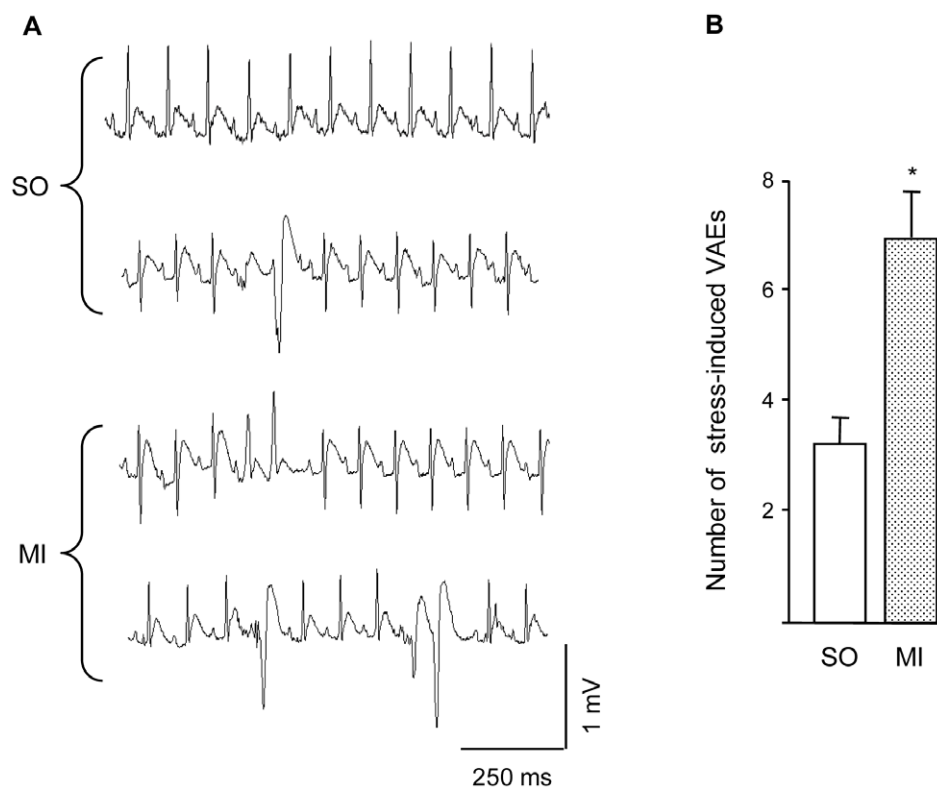 A
SO
MI
1 mV
250 ms
B
Number of stress-induced VAEs
8
6
4
2
*
SO
MI